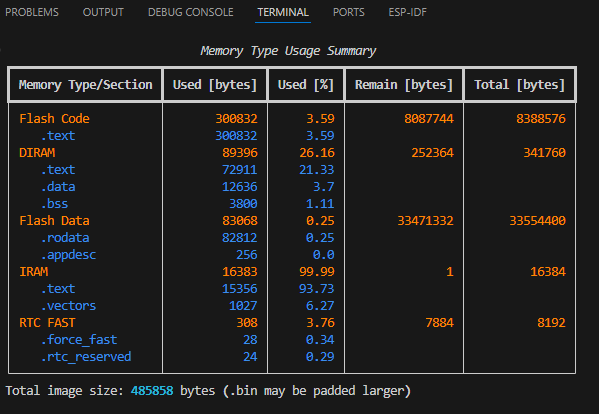 PROBLEMS OUTPUT DEBUG CONSOLE TERMINAL PORTS ESP-IDF
Memory Type Usage Summary
Memory Type/Section Used [bytes] Used [%] Remain [bytes] Total [bytes]
Flash Code 300832 3.59 8087744 8388576
.text 300832 3.59
DIRAM 89396 26.16 252364 341760
.text 72911 21.33
.data 12636 3.7
.bss 3800 1.11
Flash Data 83068 0.25 33471332 33554400
.rodata 82812 0.25
.appdesc 256 0.0
IRAM 16383 99.99 1 16384
.text 15356 93.73
.vectors 1027 6.27
RTC FAST 308 3.76 7884 8192
.force_fast 28 0.34
.rtc_reserved 24 0.29
Total image size: 485858 bytes (.bin may be padded larger)